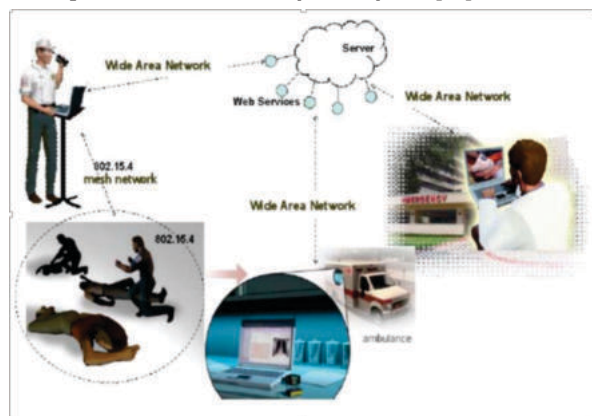 Server
Wide Area Network
Web Services
Wide Area Network
802.15.4
mesh network
Wide Area Network
802.15.4
EMERGENCY
ambulance